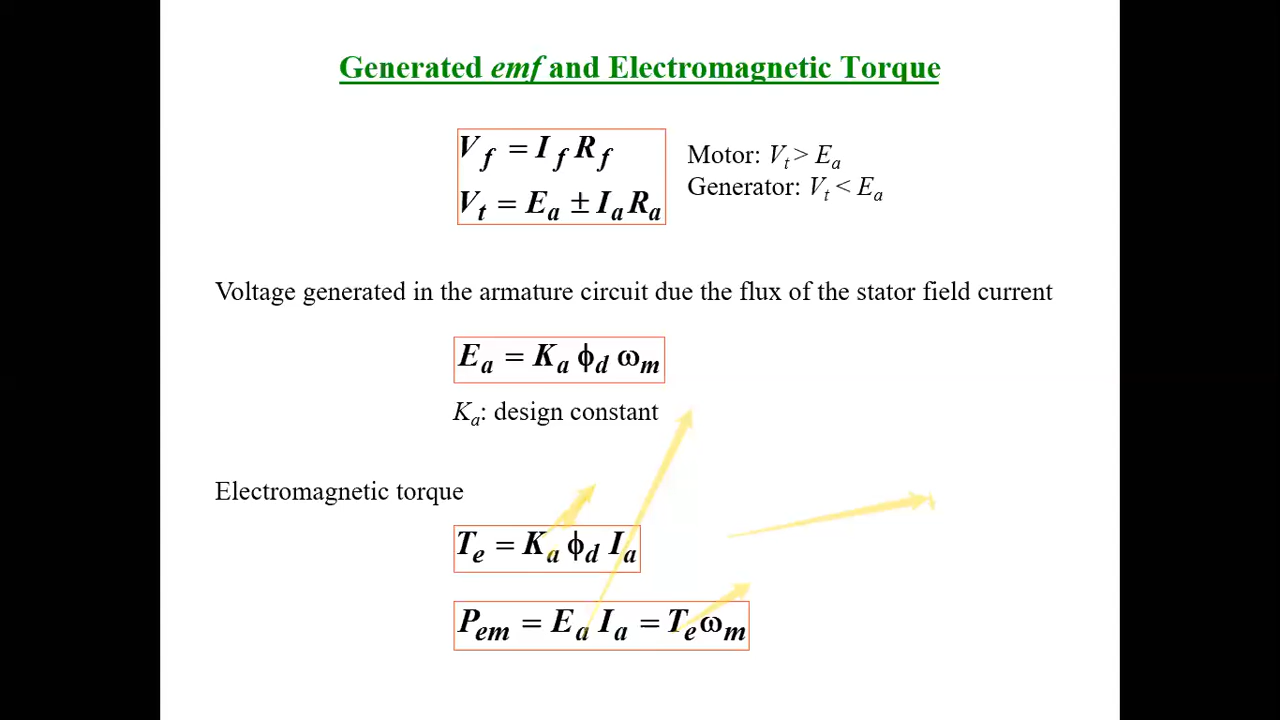 Generated emf and Electromagnetic Torque
V_f = I_f R_f
Motor: V_t > E_a
V_t = E_a ± I_a R_a
Generator: V_t < E_a
Voltage generated in the armature circuit due the flux of the stator field current
E_a = K_a ϕ_d ω_m
K_a: design constant
Electromagnetic torque
T_e = K_a ϕ_d I_a
P_em = E_a I_a = T_e ω_m